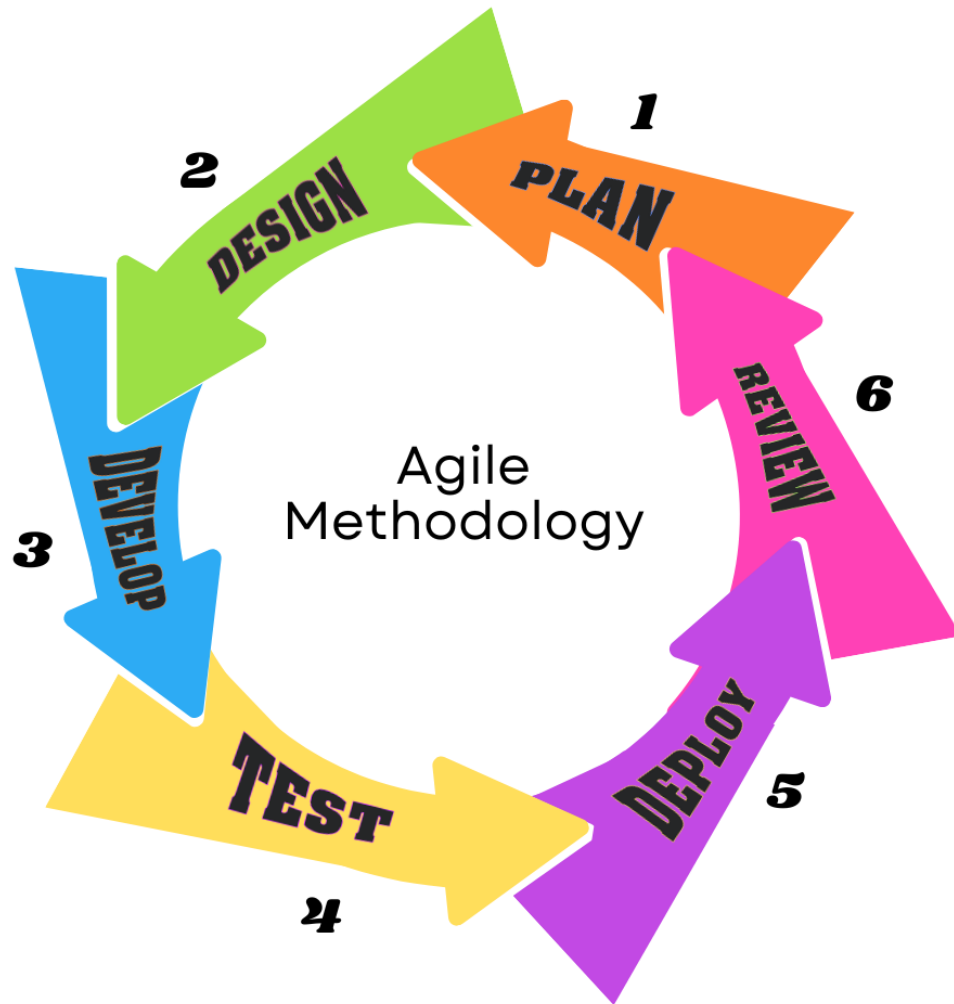 Agile
Methodology
1
PLAN
2
DESIGN
3
DEVELOP
4
TEST
5
DEPLOY
6
REVIEW